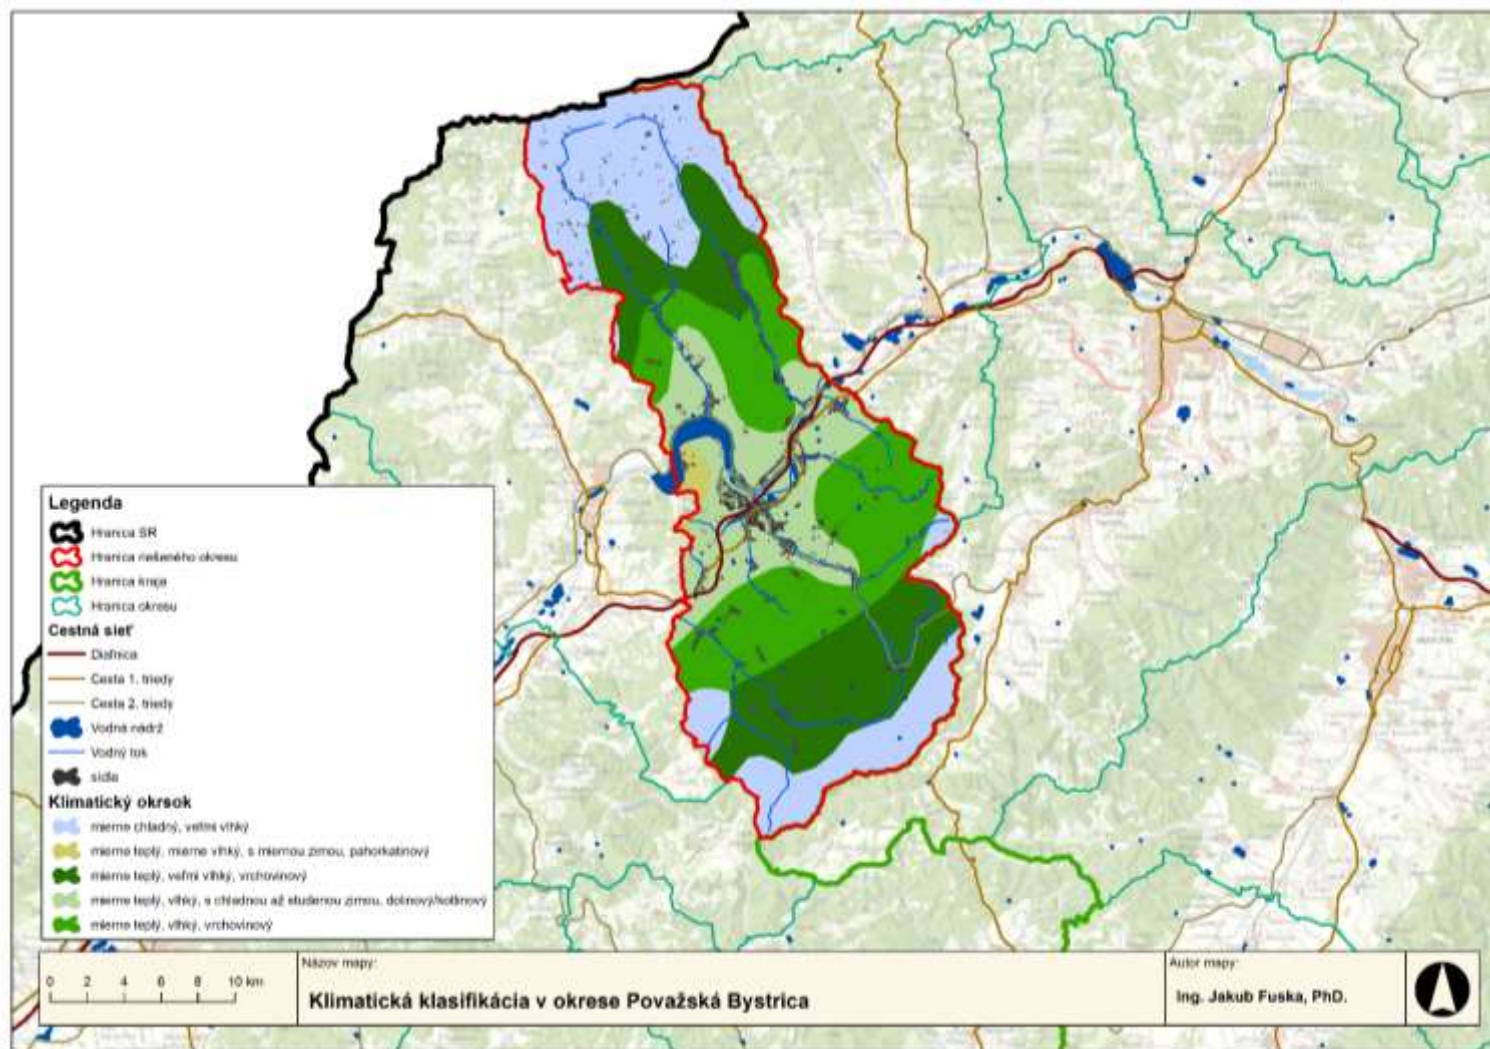 Legenda
Hranica SR
Hranica riešeného okresu
Hranica kraja
Hranica okresu
Cestná sieť
Diaľnica
Cesta 1. triedy
Cesta 2. triedy
Vodná nádrž
Vodný tok
sídla
Klimatický okrsok
mierne chladný, veľmi vlhký
mierne teplý, mierne vlhký, s miernou zimou, pahorkatinový
mierne teplý, veľmi vlhký, vrchovinový
mierne teplý, vlhký, s chladnou až studenou zimou, dolinový/kotlinový
mierne teplý, vlhký, vrchovinový
0 2 4 6 8 10 km
Názov mapy:
Klimatická klasifikácia v okrese Považská Bystrica
Autor mapy:
Ing. Jakub Fuska, PhD.